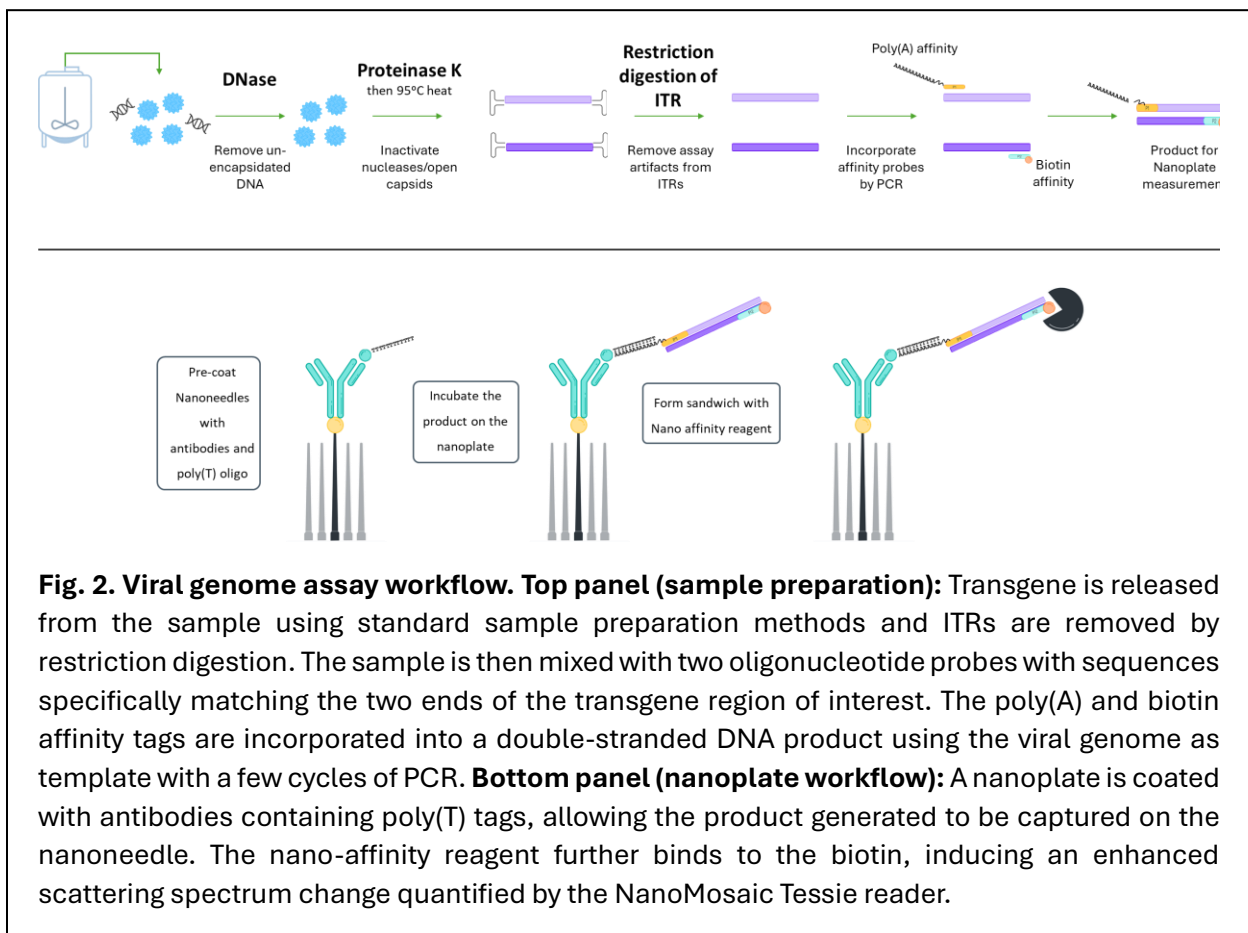 DNase
Remove un-
encapsidated
DNA
Proteinase K
then 95°C heat
Inactivate
nucleases/open
capsids
Restriction
digestion of
ITR
Remove assay
artifacts from
ITRs
Incorporate
affinity probes
by PCR
Poly(A) affinity
Biotin
affinity
Product for
Nanoplate
measuremen
Pre-coat
Nanoneedles
with
antibodies and
poly(T) oligo
Incubate the
product on the
nanoplate
Form sandwich with
Nano affinity reagent
Fig. 2. Viral genome assay workflow. Top panel (sample preparation): Transgene is released
from the sample using standard sample preparation methods and ITRs are removed by
restriction digestion. The sample is then mixed with two oligonucleotide probes with sequences
specifically matching the two ends of the transgene region of interest. The poly(A) and biotin
affinity tags are incorporated into a double-stranded DNA product using the viral genome as
template with a few cycles of PCR. Bottom panel (nanoplate workflow): A nanoplate is coated
with antibodies containing poly(T) tags, allowing the product generated to be captured on the
nanoneedle. The nano-affinity reagent further binds to the biotin, inducing an enhanced
scattering spectrum change quantified by the NanoMosaic Tessie reader.